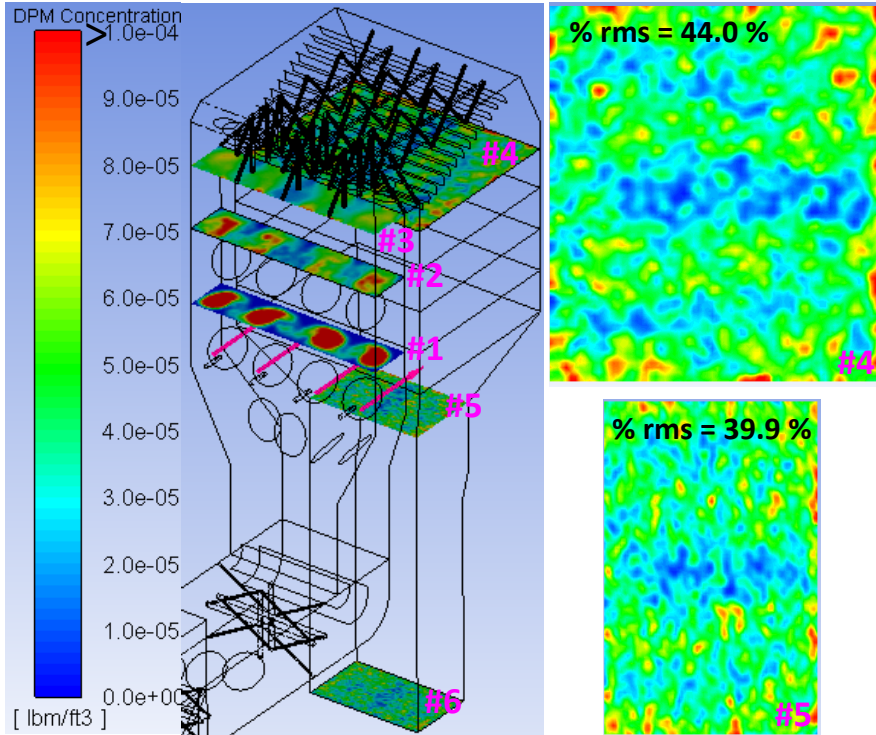 DPM Concentration
1.0e-04
9.0e-05
8.0e-05
7.0e-05
6.0e-05
5.0e-05
4.0e-05
3.0e-05
2.0e-05
1.0e-05
0.0e+00
[ lbm/ft3 ]
#4
#3
#2
#1
#5
#6
% rms = 44.0 %
#4
% rms = 39.9 %
#5